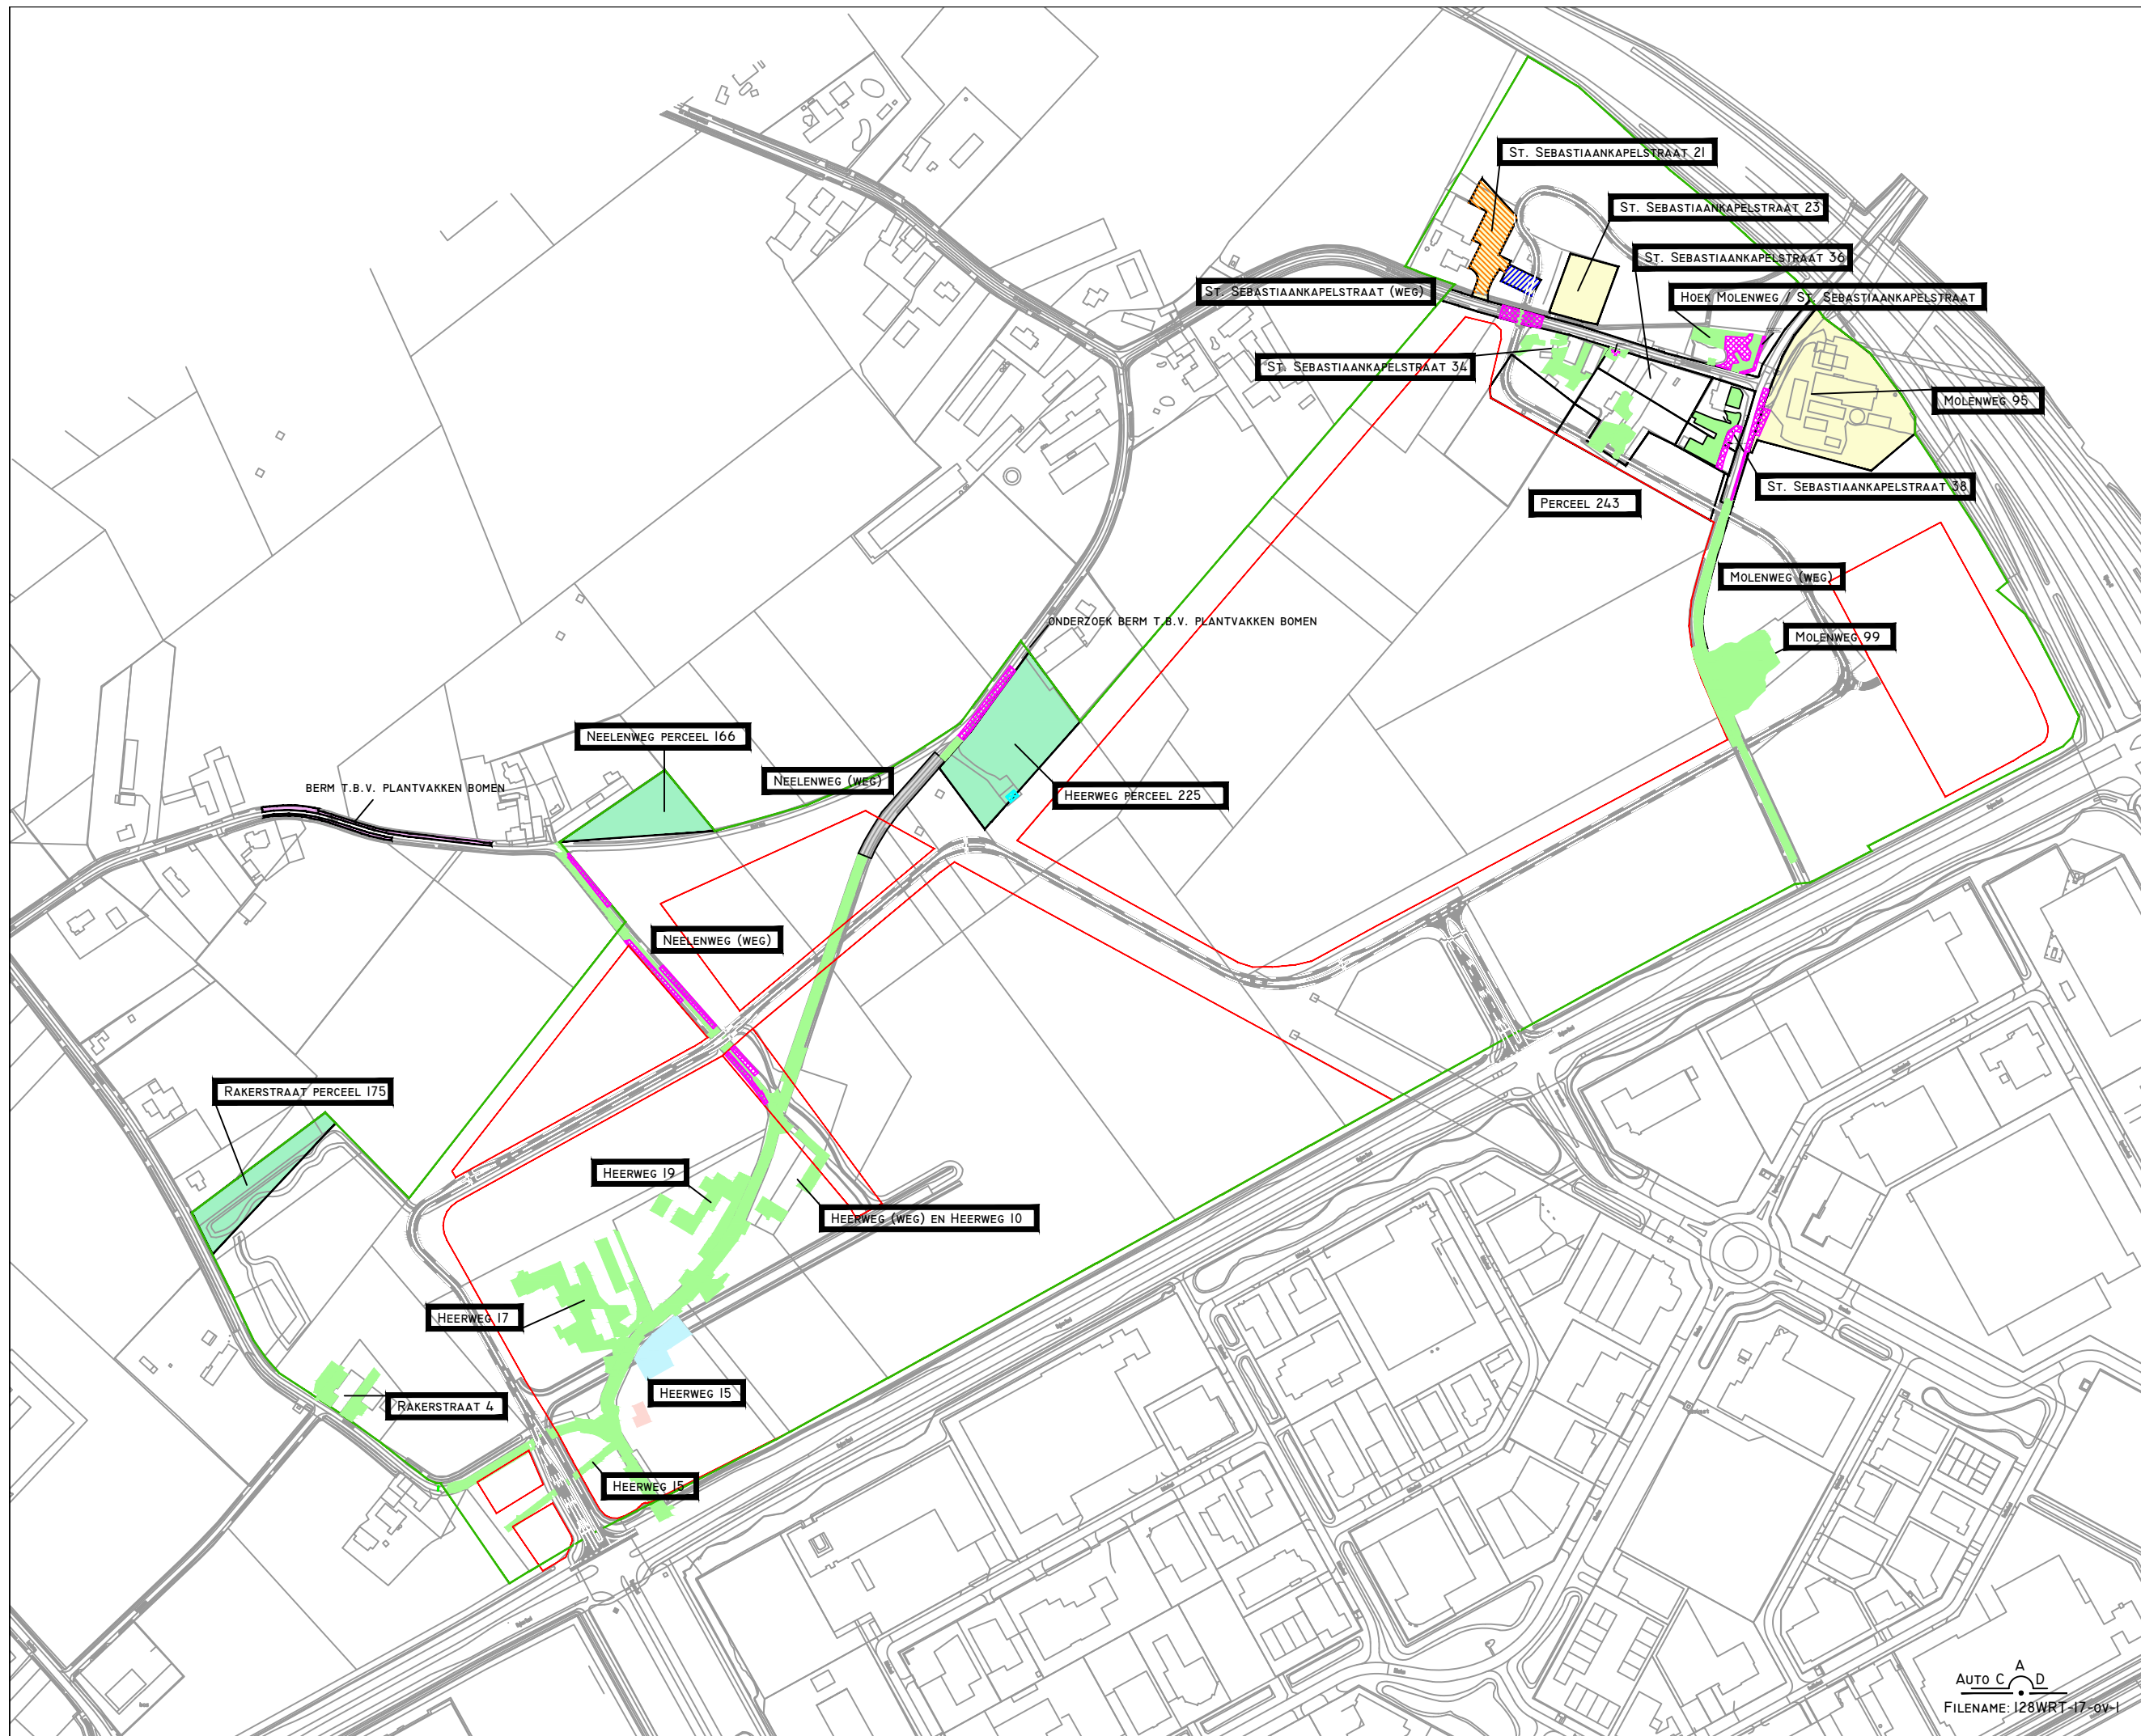 St. Sebastiaankapelstraat 21
St. Sebastiaankapelstraat 23
St. Sebastiaankapelstraat 36
St. Sebastiaankapelstraat (weg)
Hoek Molenweg / St. Sebastiaankapelstraat
St. Sebastiaankapelstraat 34
Molenweg 95
St. Sebastiaankapelstraat 38
Perceel 243
Molenweg (weg)
onderzoek berm t.b.v. plantvakken bomen
Molenweg 99
Neelenweg perceel 166
Neelenweg (weg)
berm t.b.v. plantvakken bomen
Heerweg perceel 225
Neelenweg (weg)
Rakerstraat perceel 175
Heerweg 19
Heerweg (weg) en Heerweg 10
Heerweg 17
Heerweg 15
Rakerstraat 4
Heerweg 15
Auto C A D
Filename: 128WRT-17-ov-1